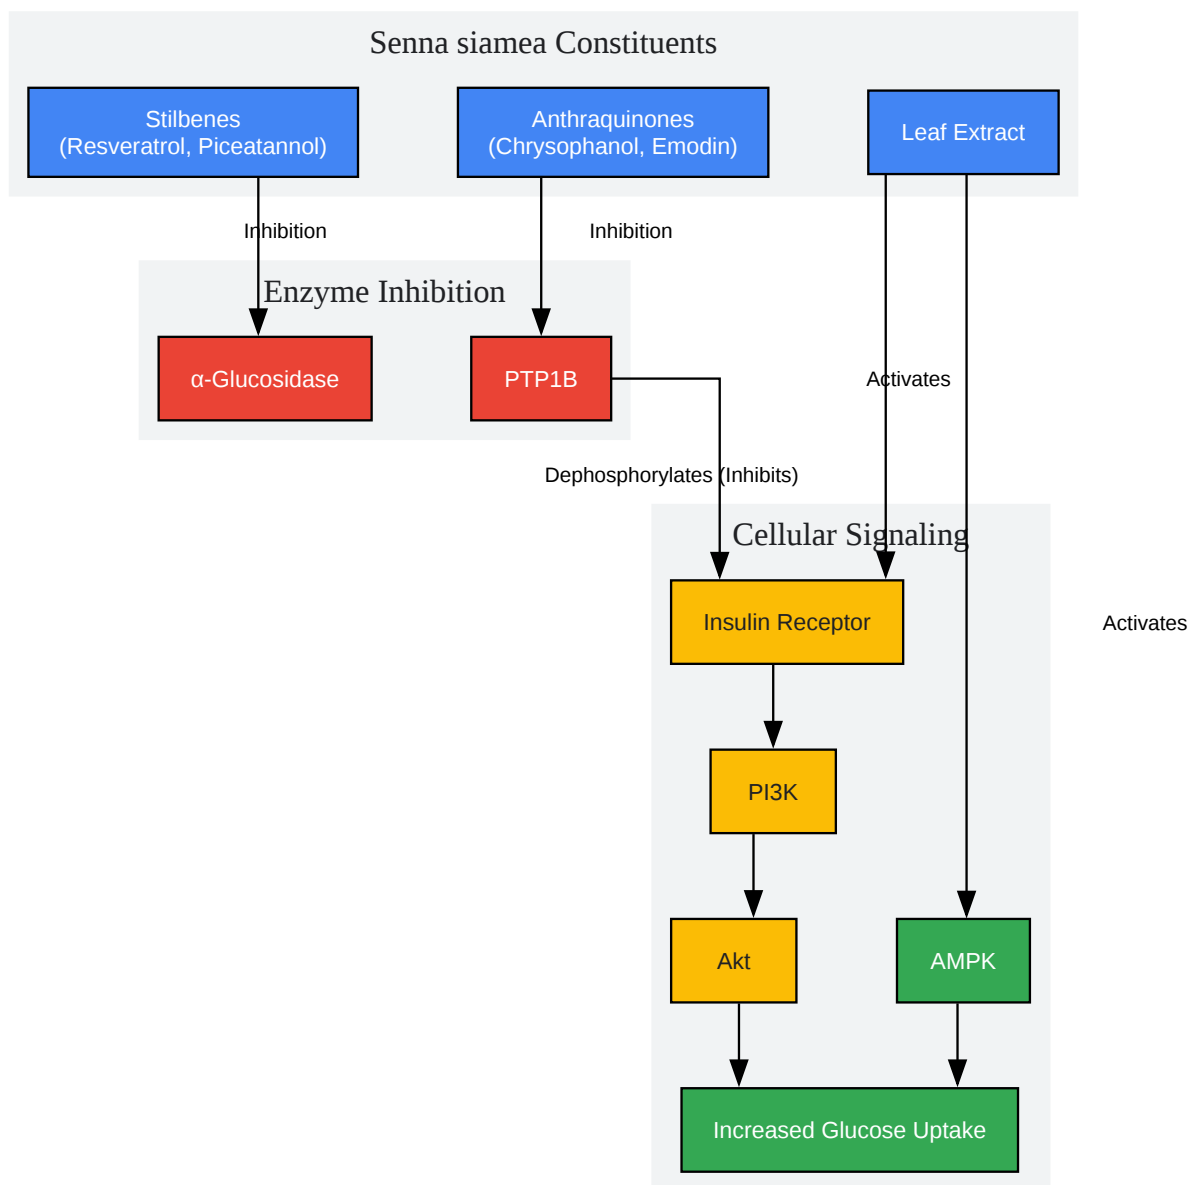 Senna siamea Constituents
Stilbenes
(Resveratrol, Piceatannol)
Anthraquinones
(Chrysophanol, Emodin)
Leaf Extract
Inhibition
Inhibition
Enzyme Inhibition
α-Glucosidase
PTP1B
Activates
Dephosphorylates (Inhibits)
Cellular Signaling
Insulin Receptor
Activates
PI3K
Akt
AMPK
Increased Glucose Uptake